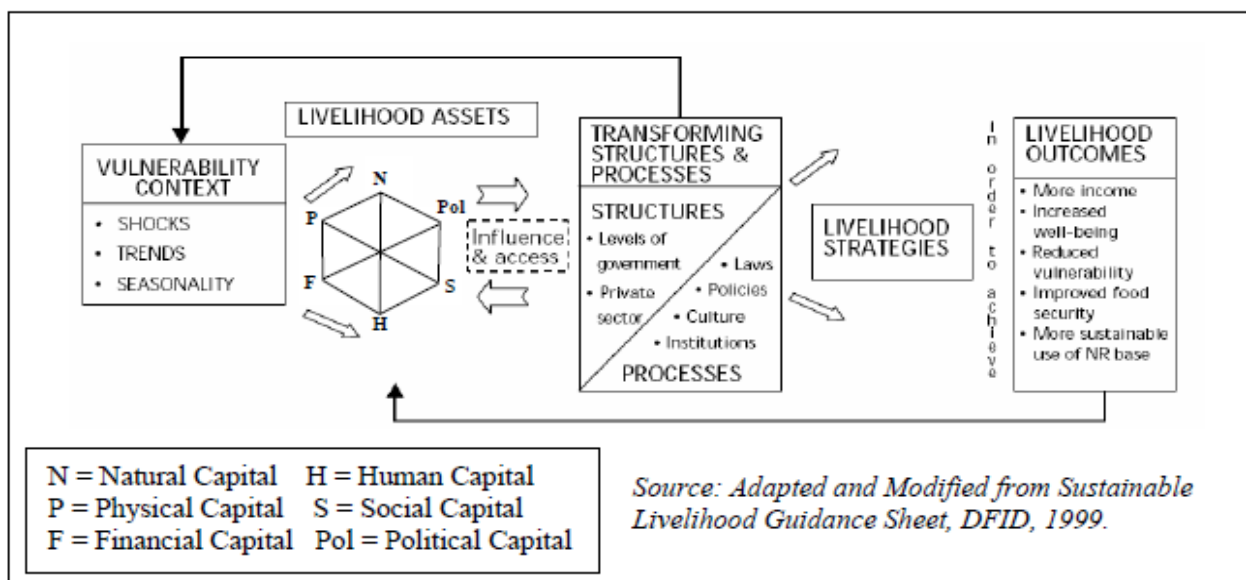 LIVELIHOOD ASSETS
VULNERABILITY
CONTEXT
• SHOCKS
• TRENDS
• SEASONALITY
N
Pol
S
H
F
P
Influence
& access
TRANSFORMING
STRUCTURES &
PROCESSES
STRUCTURES
• Levels of
government
• Private
sector
• Laws
• Policies
• Culture
• Institutions
PROCESSES
LIVELIHOOD
STRATEGIES
In order to achieve
LIVELIHOOD
OUTCOMES
• More income
• Increased
well-being
• Reduced
vulnerability
• Improved food
security
• More sustainable
use of NR base
N = Natural Capital H = Human Capital
P = Physical Capital S = Social Capital
F = Financial Capital Pol = Political Capital
Source: Adapted and Modified from Sustainable
Livelihood Guidance Sheet, DFID, 1999.